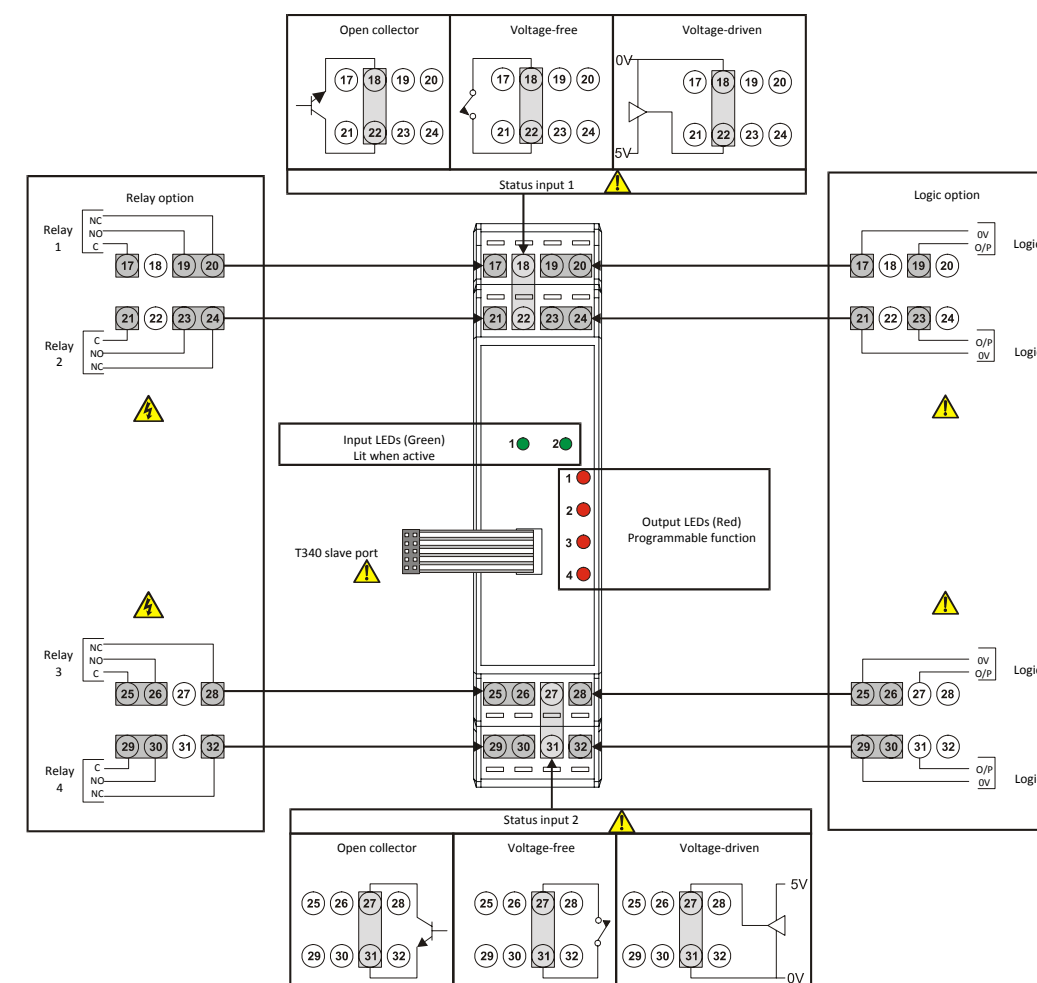 Open collector
Voltage-free
Voltage-driven
17 18 19 20
21 22 23 24
17 18 19 20
21 22 23 24
0V
17 18 19 20
21 22 23 24
5V
Status input 1
Relay option
Relay
1
NC
NO
C
17 18 19 20
21 22 23 24
Relay
2
C
NO
NC
17 18 19 20
21 22 23 24
Logic option
0V
O/P
17 18 19 20
21 22 23 24
O/P
0V
Input LEDs (Green)
Lit when active
1 2
1
2
3
4
Output LEDs (Red)
Programmable function
T340 slave port
Relay
3
NC
NO
C
25 26 27 28
29 30 31 32
Relay
4
C
NO
NC
25 26 27 28
29 30 31 32
0V
O/P
25 26 27 28
29 30 31 32
O/P
0V
Status input 2
Open collector
Voltage-free
Voltage-driven
25 26 27 28
29 30 31 32
25 26 27 28
29 30 31 32
5V
25 26 27 28
29 30 31 32
0V